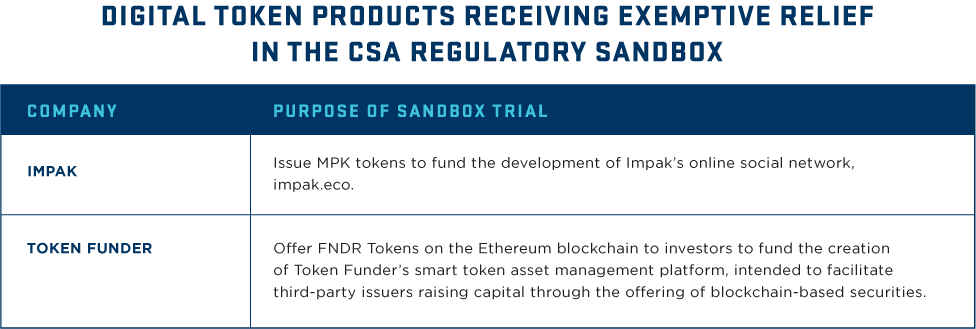 DIGITAL TOKEN PRODUCTS RECEIVING EXEMPTIVE RELIEF
IN THE CSA REGULATORY SANDBOX
COMPANY
PURPOSE OF SANDBOX TRIAL
IMPAK
Issue MPK tokens to fund the development of Impak’s online social network,
impak.eco.
TOKEN FUNDER
Offer FNDR Tokens on the Ethereum blockchain to investors to fund the creation
of Token Funder’s smart token asset management platform, intended to facilitate
third-party issuers raising capital through the offering of blockchain-based securities.